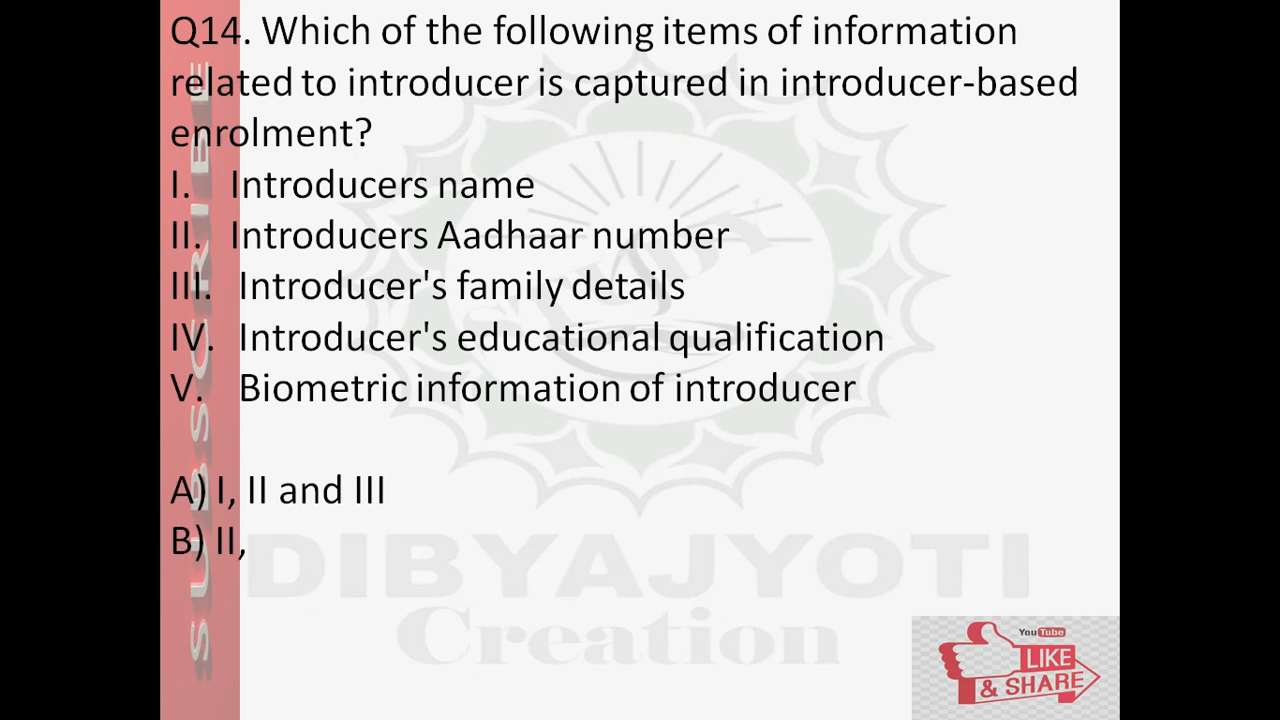 Q14. Which of the following items of information
related to introducer is captured in introducer-based
enrolment?
I. Introducers name
II. Introducers Aadhaar number
III. Introducer's family details
IV. Introducer's educational qualification
V. Biometric information of introducer
A) I, II and III
B) II,
SUBSCRIBE
DIBYAJYOTI
Creation
YouTube
LIKE
& SHARE